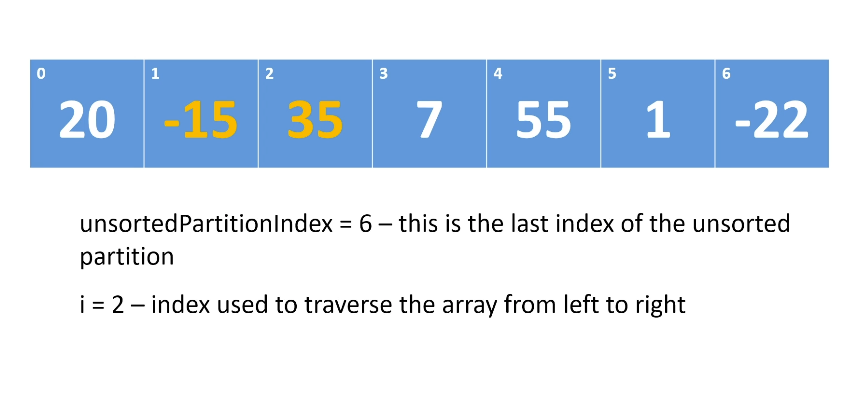 0 1 2 3 4 5 6
20 -15 35 7 55 1 -22
unsortedPartitionIndex = 6 – this is the last index of the unsorted
partition
i = 2 – index used to traverse the array from left to right